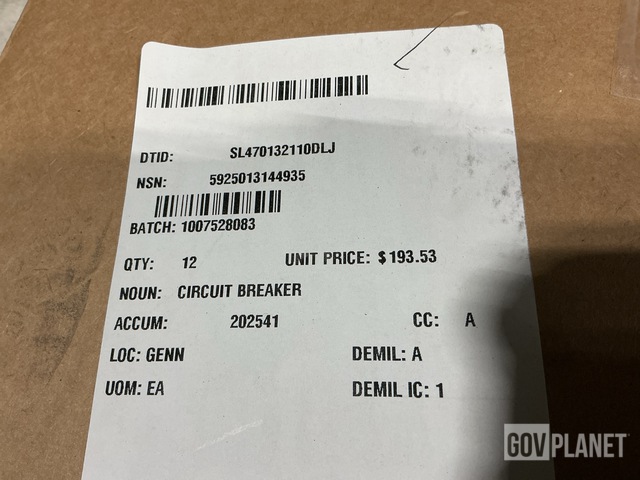 DTID: SL470132110DLJ
NSN: 5925013144935
BATCH: 1007528083
QTY: 12 UNIT PRICE: $193.53
NOUN: CIRCUIT BREAKER
ACCUM: 202541 CC: A
LOC: GENN DEMIL: A
UOM: EA DEMIL IC: 1
GOVPLANET